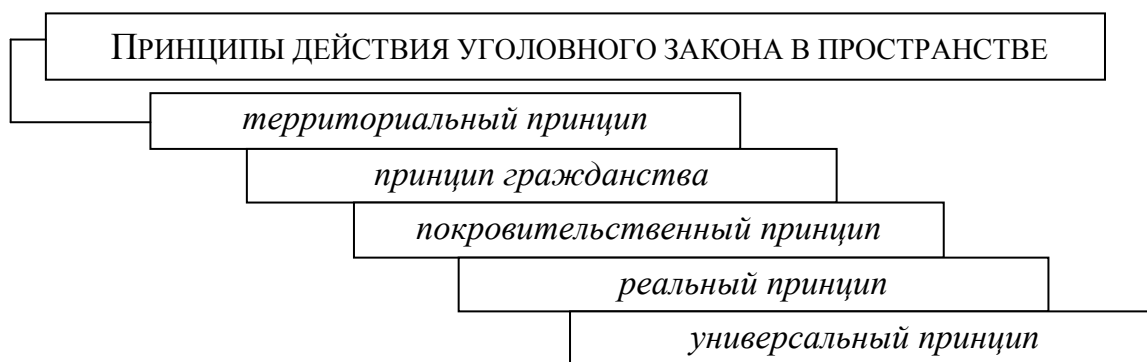 ПРИНЦИПЫ ДЕЙСТВИЯ УГОЛОВНОГО ЗАКОНА В ПРОСТРАНСТВЕ
территориальный принцип
принцип гражданства
покровительственный принцип
реальный принцип
универсальный принцип